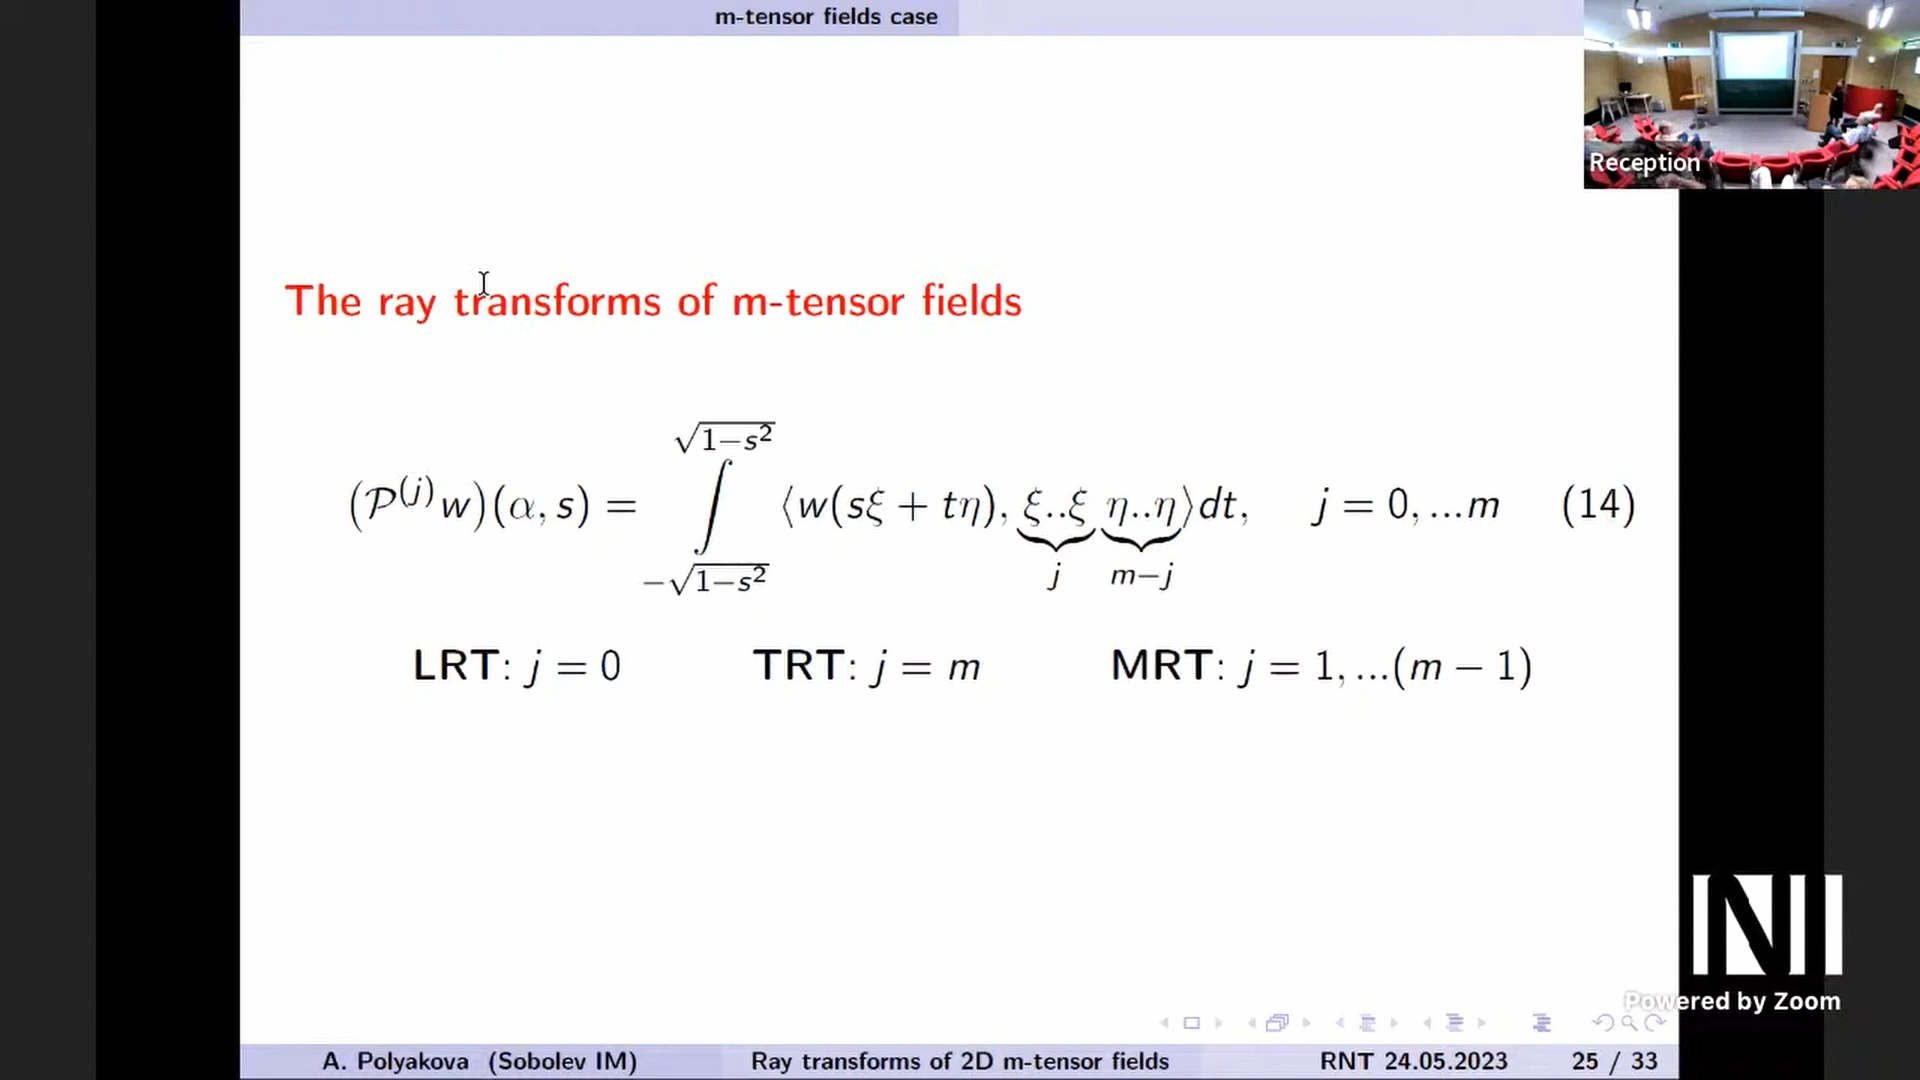 m-tensor fields case
Reception
The ray transforms of m-tensor fields
(𝒫^(j) w)(α, s) = ∫_{−√1−s²}^{√1−s²} ⟨w(sξ + tη), ξ..ξ (j) η..η (m−j)⟩dt, j = 0, ...m (14)
LRT: j = 0 TRT: j = m MRT: j = 1, ...(m − 1)
NI
Powered by Zoom
A. Polyakova (Sobolev IM) Ray transforms of 2D m-tensor fields RNT 24.05.2023 25 / 33